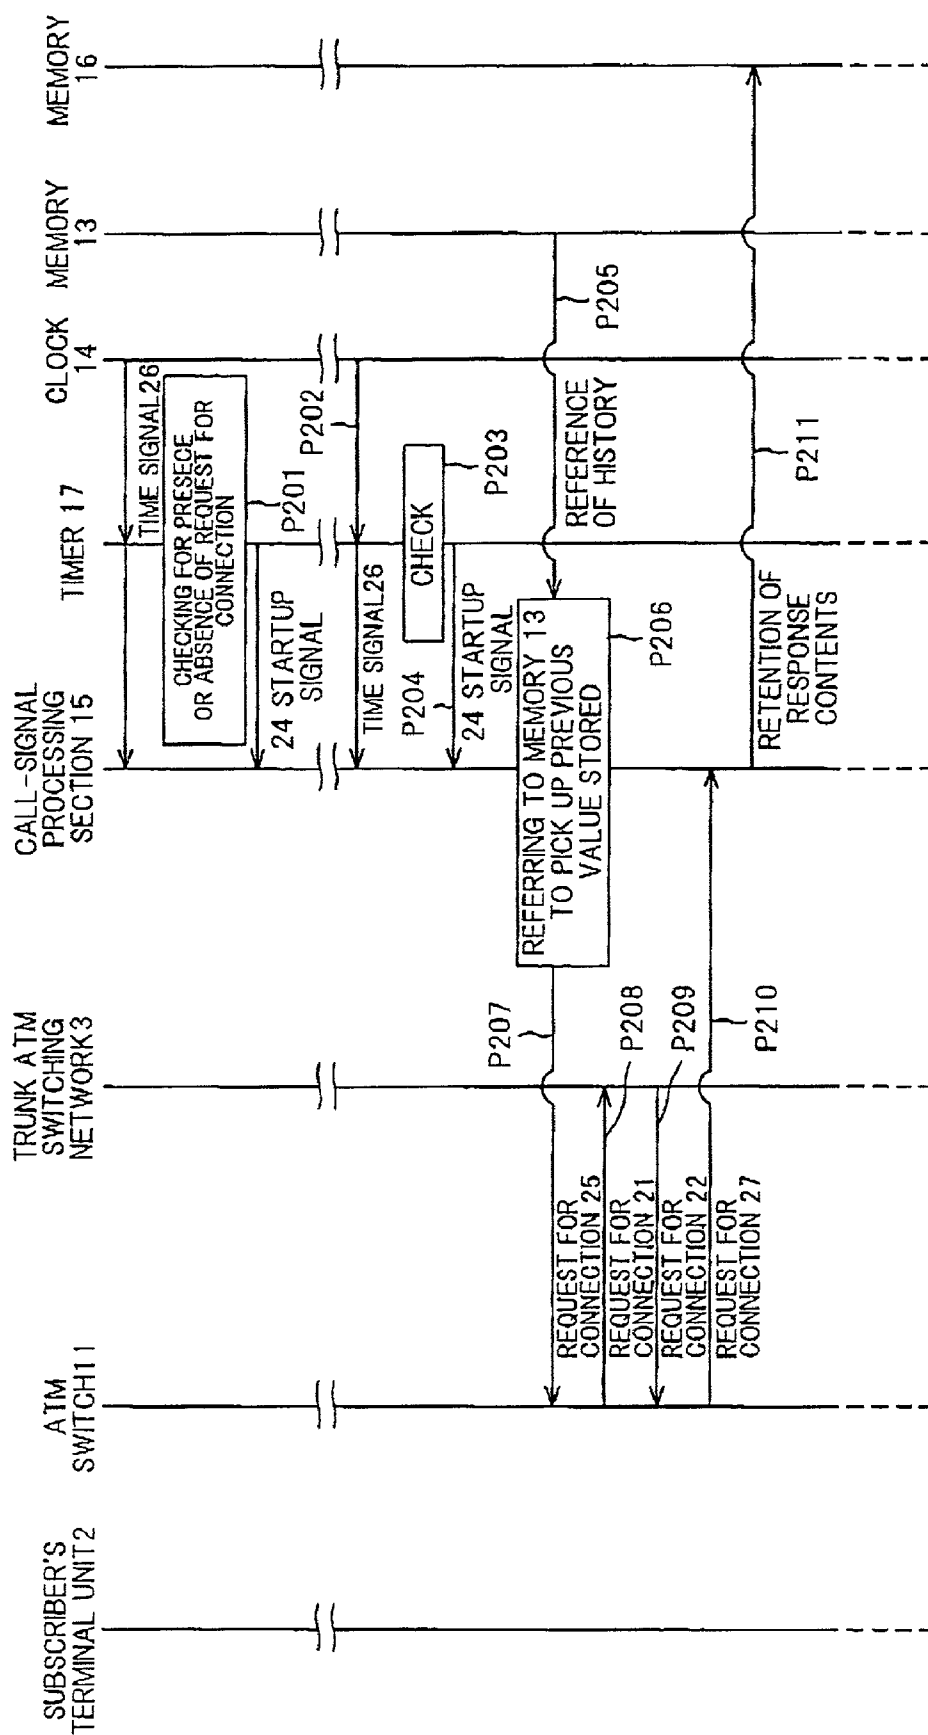 SUBSCRIBER'S
TERMINAL UNIT2
ATM
SWITCH11
TRUNK ATM
SWITCHING
NETWORK3
CALL-SIGNAL
PROCESSING
SECTION 15
TIMER 17
CLOCK
14
MEMORY
13
MEMORY
16
TIME SIGNAL26
CHECKING FOR PRESECE
OR ABSENCE OF REQUEST FOR
CONNECTION
P201
24 STARTUP
SIGNAL
P202
TIME SIGNAL26
CHECK
P203
P204
24 STARTUP
SIGNAL
P205
REFERENCE
OF HISTORY
REFERRING TO MEMORY 13
TO PICK UP PREVIOUS
VALUE STORED
P206
P207
REQUEST FOR
CONNECTION 25
P208
REQUEST FOR
CONNECTION 21
P209
REQUEST FOR
CONNECTION 22
P210
REQUEST FOR
CONNECTION 27
RETENTION OF
RESPONSE
CONTENTS
P211